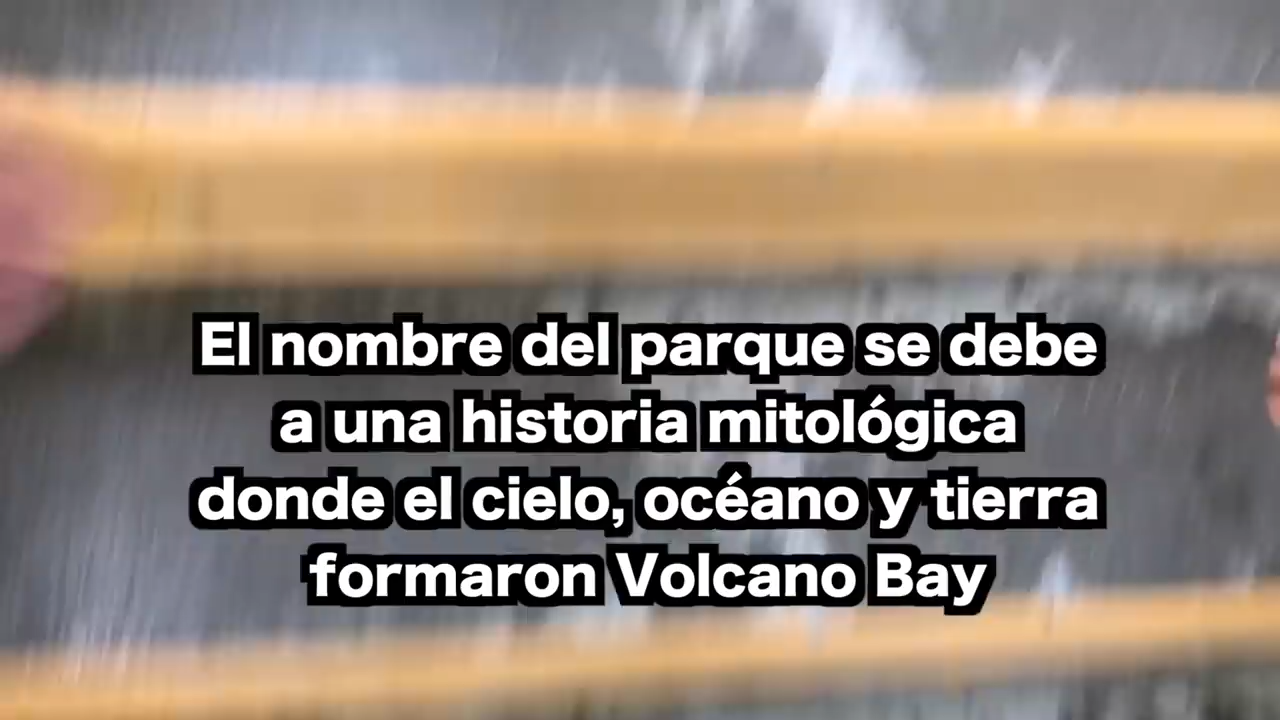 El nombre del parque se debe
a una historia mitológica
donde el cielo, océano y tierra
formaron Volcano Bay